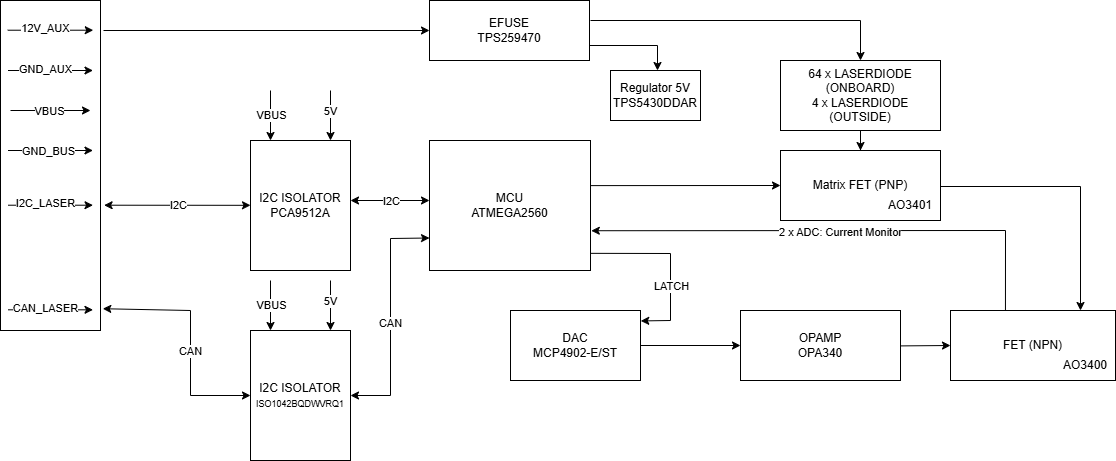 12V_AUX
GND_AUX
VBUS
GND_BUS
I2C_LASER
CAN_LASER
EFUSE
TPS259470
Regulator 5V
TPS5430DDAR
64 x LASERDIODE
(ONBOARD)
4 x LASERDIODE
(OUTSIDE)
VBUS
5V
I2C
I2C ISOLATOR
PCA9512A
I2C
MCU
ATMEGA2560
Matrix FET (PNP)
AO3401
2 x ADC: Current Monitor
LATCH
VBUS
5V
CAN
CAN
I2C ISOLATOR
ISO1042BQDWVRQ1
DAC
MCP4902-E/ST
OPAMP
OPA340
FET (NPN)
AO3400